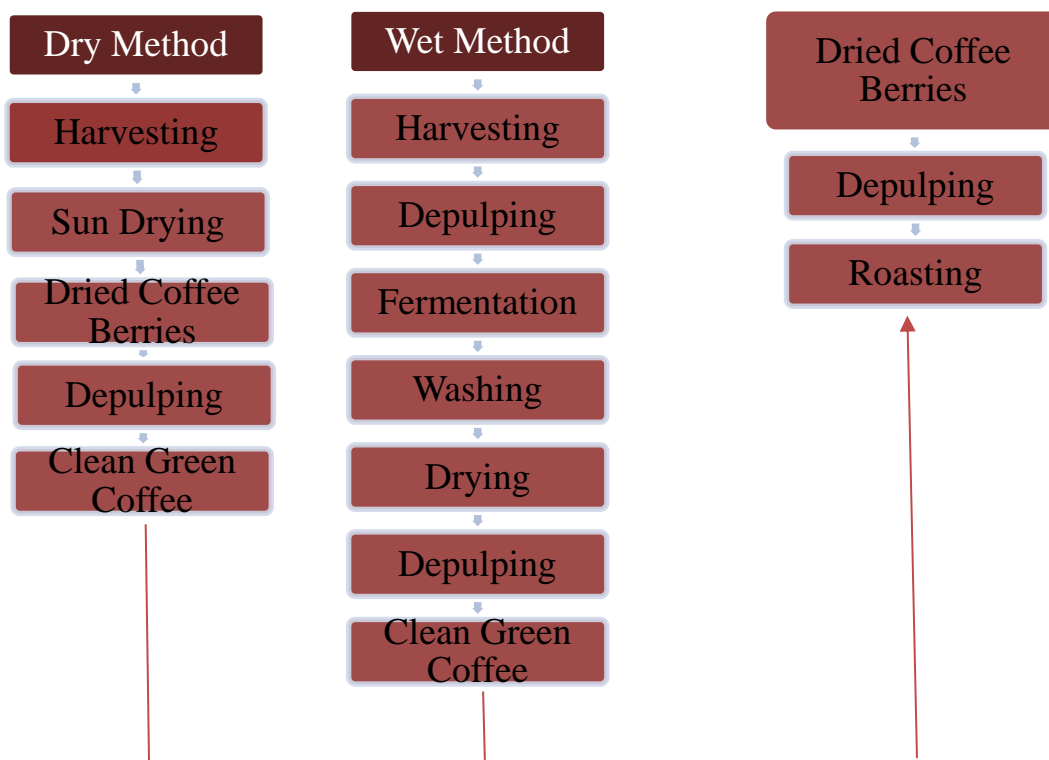 Dry Method
Harvesting
Sun Drying
Dried Coffee
Berries
Depulping
Clean Green
Coffee
Wet Method
Harvesting
Depulping
Fermentation
Washing
Drying
Depulping
Clean Green
Coffee
Dried Coffee
Berries
Depulping
Roasting